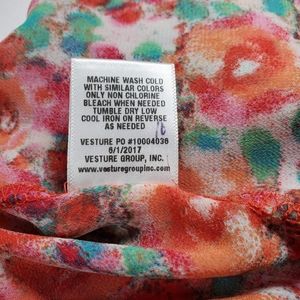 MACHINE WASH COLD
WITH SIMILAR COLORS
ONLY NON CHLORINE
BLEACH WHEN NEEDED
TUMBLE DRY LOW
COOL IRON ON REVERSE
AS NEEDED
VESTURE PO #10004036
6/1/2017
VESTURE GROUP, INC.
www.vesturegroupinc.com